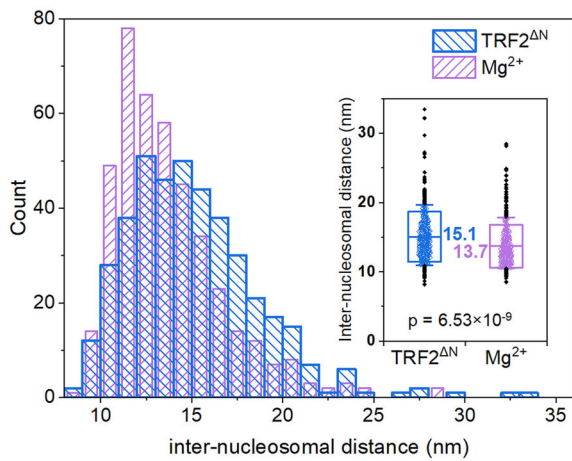 80
60
40
20
0
Count
10
15
20
25
30
35
inter-nucleosomal distance (nm)
TRF2ΔN
Mg2+
Inter-nucleosomal distance (nm)
30
20
10
0
15.1
13.7
p = 6.53×10-9
TRF2ΔN
Mg2+